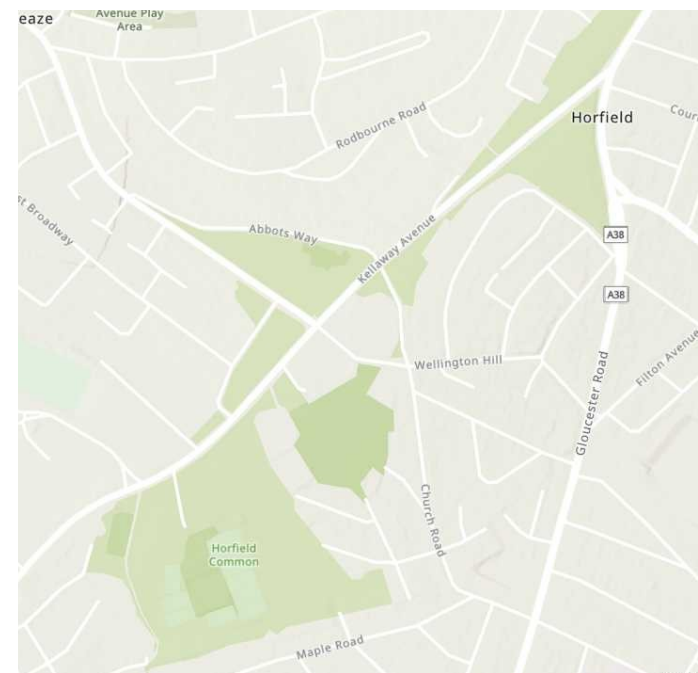 eaze
Avenue Play
Area
Horfield
Cour
Rodbourne Road
st Broadway
Abbots Way
Kellaway Avenue
A38
A38
Wellington Hill
Filton Avenue
Gloucester Road
Church Road
Horfield
Common
Maple Road